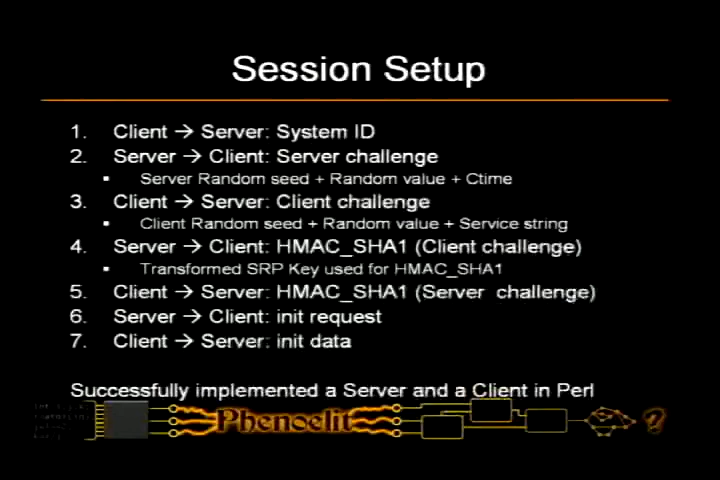 Session Setup
1. Client → Server: System ID
2. Server → Client: Server challenge
▪ Server Random seed + Random value + Ctime
3. Client → Server: Client challenge
▪ Client Random seed + Random value + Service string
4. Server → Client: HMAC_SHA1 (Client challenge)
▪ Transformed SRP Key used for HMAC_SHA1
5. Client → Server: HMAC_SHA1 (Server challenge)
6. Server → Client: init request
7. Client → Server: init data
Successfully implemented a Server and a Client in Perl
Phenoelit
?